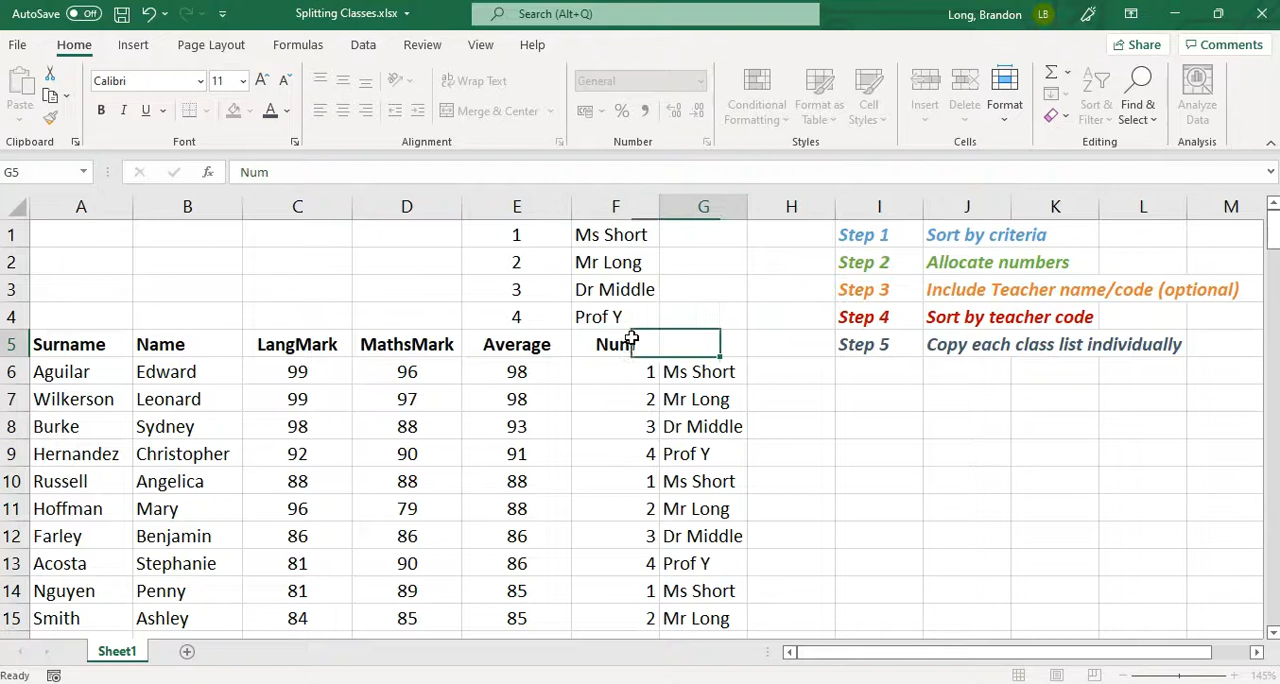 AutoSave Off Splitting Classes.xlsx Search (Alt+Q) Long, Brandon LB
File Home Insert Page Layout Formulas Data Review View Help Share Comments
Paste Calibri 11 Wrap Text General Conditional Formatting Format as Table Cell Styles Insert Delete Format Sort & Filter Find & Select Analyze Data
B I U A Merge & Center %
Clipboard Font Alignment Number Styles Cells Editing Analysis
G5 fx Num
A B C D E F G H I J K L M
1 1 Ms Short Step 1 Sort by criteria
2 2 Mr Long Step 2 Allocate numbers
3 3 Dr Middle Step 3 Include Teacher name/code (optional)
4 4 Prof Y Step 4 Sort by teacher code
5 Surname Name LangMark MathsMark Average Num Step 5 Copy each class list individually
6 Aguilar Edward 99 96 98 1 Ms Short
7 Wilkerson Leonard 99 97 98 2 Mr Long
8 Burke Sydney 98 88 93 3 Dr Middle
9 Hernandez Christopher 92 90 91 4 Prof Y
10 Russell Angelica 88 88 88 1 Ms Short
11 Hoffman Mary 96 79 88 2 Mr Long
12 Farley Benjamin 86 86 86 3 Dr Middle
13 Acosta Stephanie 81 90 86 4 Prof Y
14 Nguyen Penny 81 89 85 1 Ms Short
15 Smith Ashley 84 85 85 2 Mr Long
Sheet1
Ready 145%